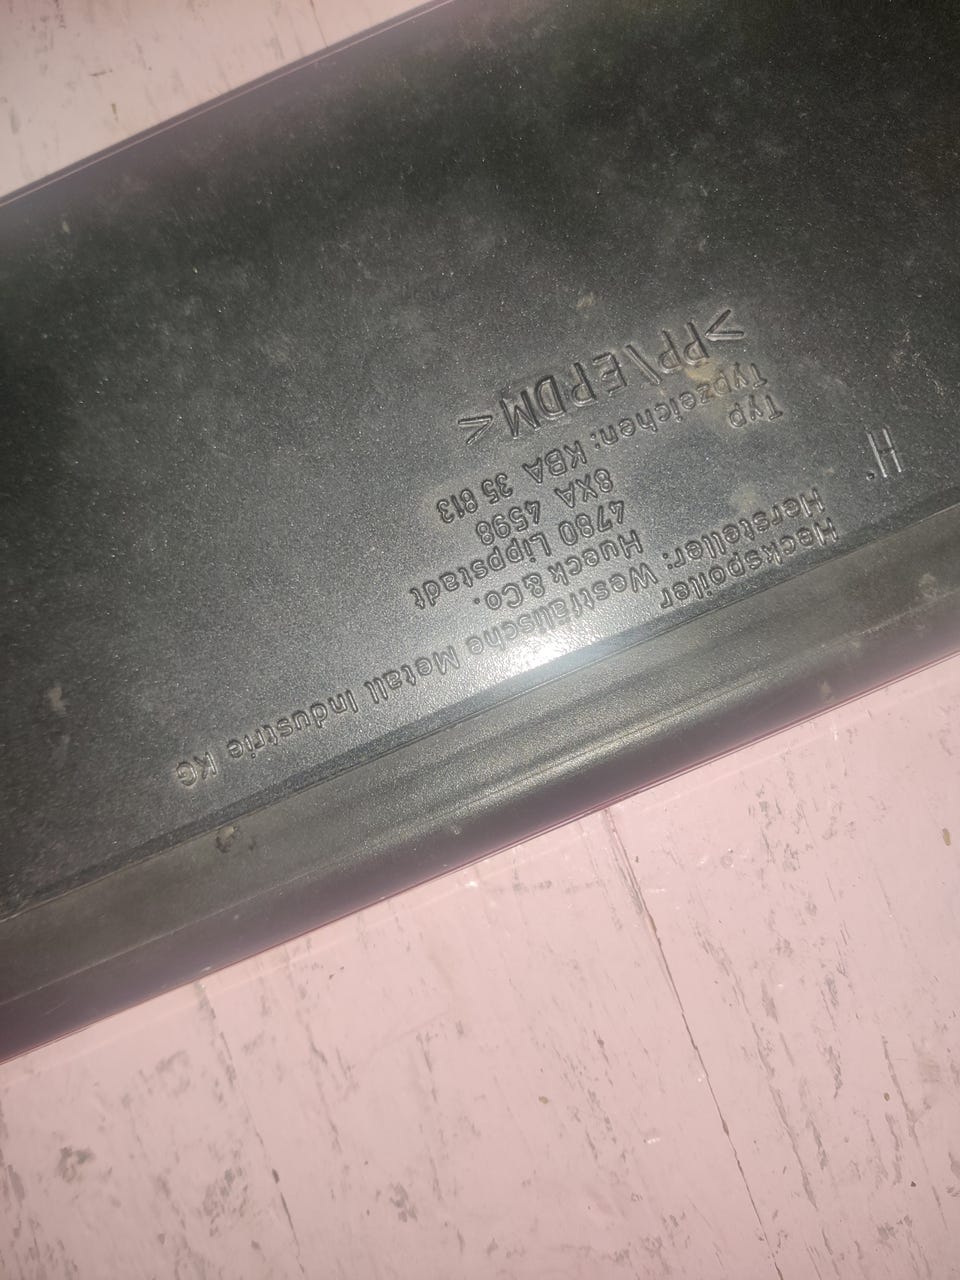 Heckspoiler
Hersteller: Westfälische Metall Industrie KG
Hueck & Co.
4780 Lippstadt
Typ 8XA 4598
Typzeichen: KBA 35 813
>PP/EPDM<
H